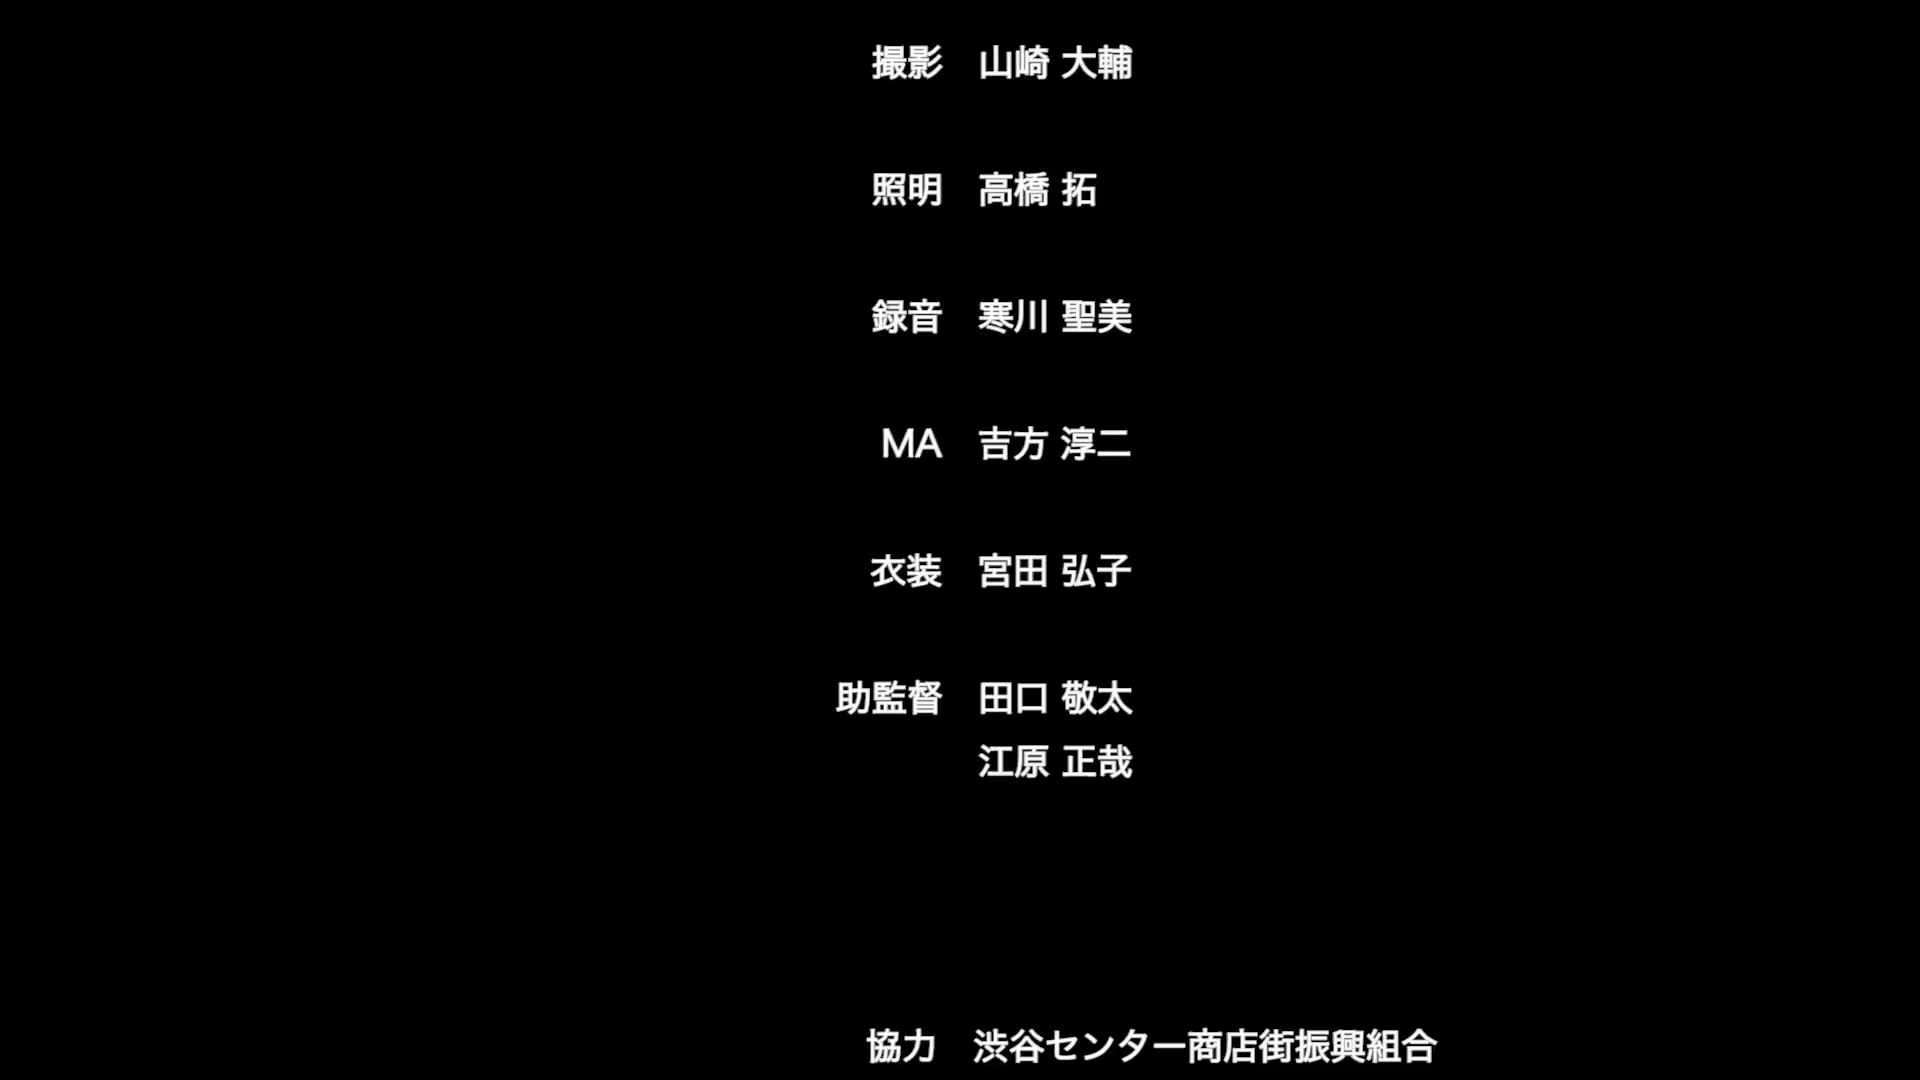 撮影　山崎 大輔
照明　高橋 拓
録音　寒川 聖美
MA　吉方 淳二
衣装　宮田 弘子
助監督　田口 敬太
江原 正哉
協力　渋谷センター商店街振興組合